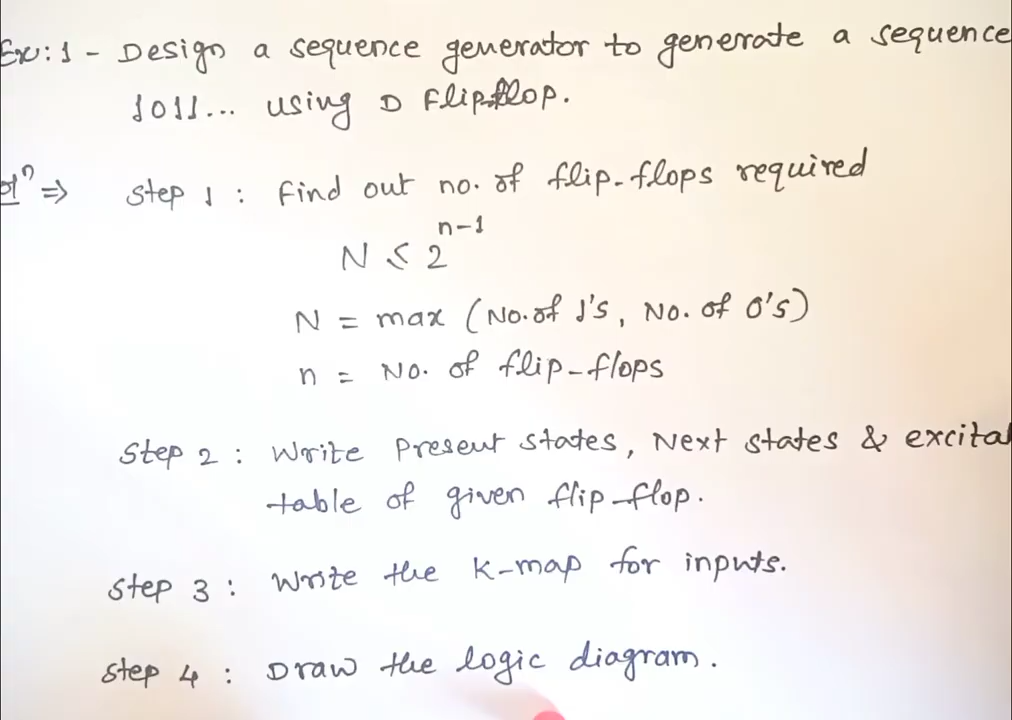 Ex:1 - Design a sequence generator to generate a sequence
1011... using D Flipflop.
⇒ Step 1 : Find out no. of flip-flops required
N ≤ 2^(n-1)
N = max (No. of 1's, No. of 0's)
n = No. of flip-flops
Step 2 : Write Present states, Next states & excita
table of given flip-flop.
Step 3 : Write the K-map for inputs.
Step 4 : Draw the logic diagram.